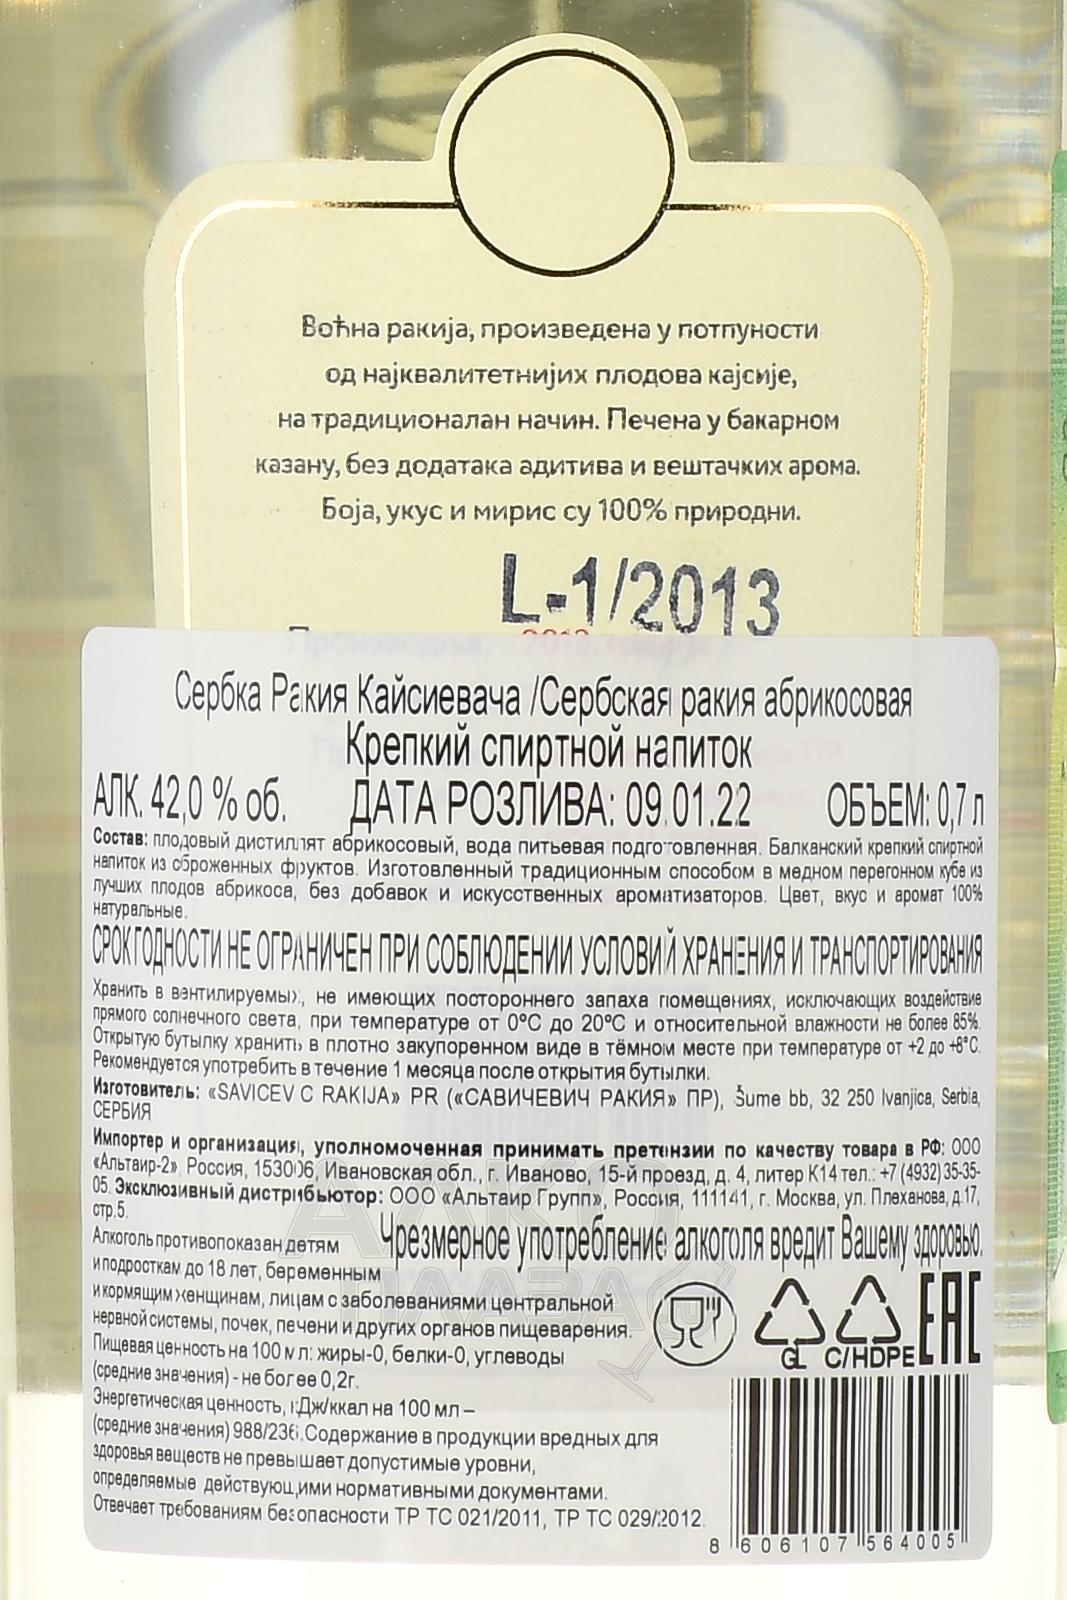 Воћна ракија, произведена у потпуности
од најквалитетнијих плодова кајсије,
на традиционалан начин. Печена у бакарном
казану, без додатака адитива и вештачких арома.
Боја, укус и мирис су 100% природни.
L-1/2013
Сербка Ракия Кайсиевача /Сербская ракия абрикосовая
Крепкий спиртной напиток
АЛК. 42,0 % об. ДАТА РОЗЛИВА: 09.01.22 ОБЪЕМ: 0,7 л
Состав: плодовый дистиллят абрикосовый, вода питьевая подготовленная. Балканский крепкий спиртной
напиток из сброженных фруктов. Изготовленный традиционным способом в медном перегонном кубе из
лучших плодов абрикоса, без добавок и искусственных ароматизаторов. Цвет, вкус и аромат 100%
натуральные.
СРОК ГОДНОСТИ НЕ ОГРАНИЧЕН ПРИ СОБЛЮДЕНИИ УСЛОВИЙ ХРАНЕНИЯ И ТРАНСПОРТИРОВАНИЯ
Хранить в вентилируемых, не имеющих постороннего запаха помещениях, исключающих воздействие
прямого солнечного света, при температуре от 0°С до 20°С и относительной влажности не более 85%.
Открытую бутылку хранить в плотно закупоренном виде в тёмном месте при температуре от +2 до +8°С.
Рекомендуется употребить в течение 1 месяца после открытия бутылки.
Изготовитель: «SAVICEV C RAKIJA» PR («САВИЧЕВИЧ РАКИЯ» ПР), Šume bb, 32 250 Ivanjica, Serbia,
СЕРБИЯ
Импортер и организация, уполномоченная принимать претензии по качеству товара в РФ: ООО
«Альтаир-2», Россия, 153006, Ивановская обл., г. Иваново, 15-й проезд, д. 4, литер К14 тел.: +7 (4932) 35-35-
05. Эксклюзивный дистрибьютор: ООО «Альтаир Групп», Россия, 111141, г. Москва, ул. Плеханова, д.17,
стр.5.
Чрезмерное употребление алкоголя вредит Вашему здоровью.
Алкоголь противопоказан детям
и подросткам до 18 лет, беременным
и кормящим женщинам, лицам с заболеваниями центральной
нервной системы, почек, печени и других органов пищеварения.
Пищевая ценность на 100 мл: жиры-0, белки-0, углеводы
(средние значения) - не более 0,2г.
Энергетическая ценность, кДж/ккал на 100 мл –
(средние значения) 988/236.Содержание в продукции вредных для
здоровья веществ не превышает допустимые уровни,
определяемые действующими нормативными документами.
Отвечает требованиям безопасности ТР ТС 021/2011, ТР ТС 029/2012.
GL C/HDPE EAC
8 606107 564005
АЛКО
ПЛАЗА